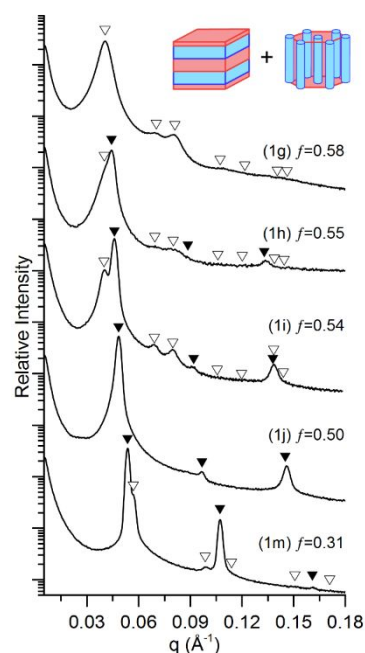 +
(1g) ƒ=0.58
(1h) ƒ=0.55
(1i) ƒ=0.54
(1j) ƒ=0.50
(1m) ƒ=0.31
Relative Intensity
0.03 0.06 0.09 0.12 0.15 0.18
q (Å⁻¹)